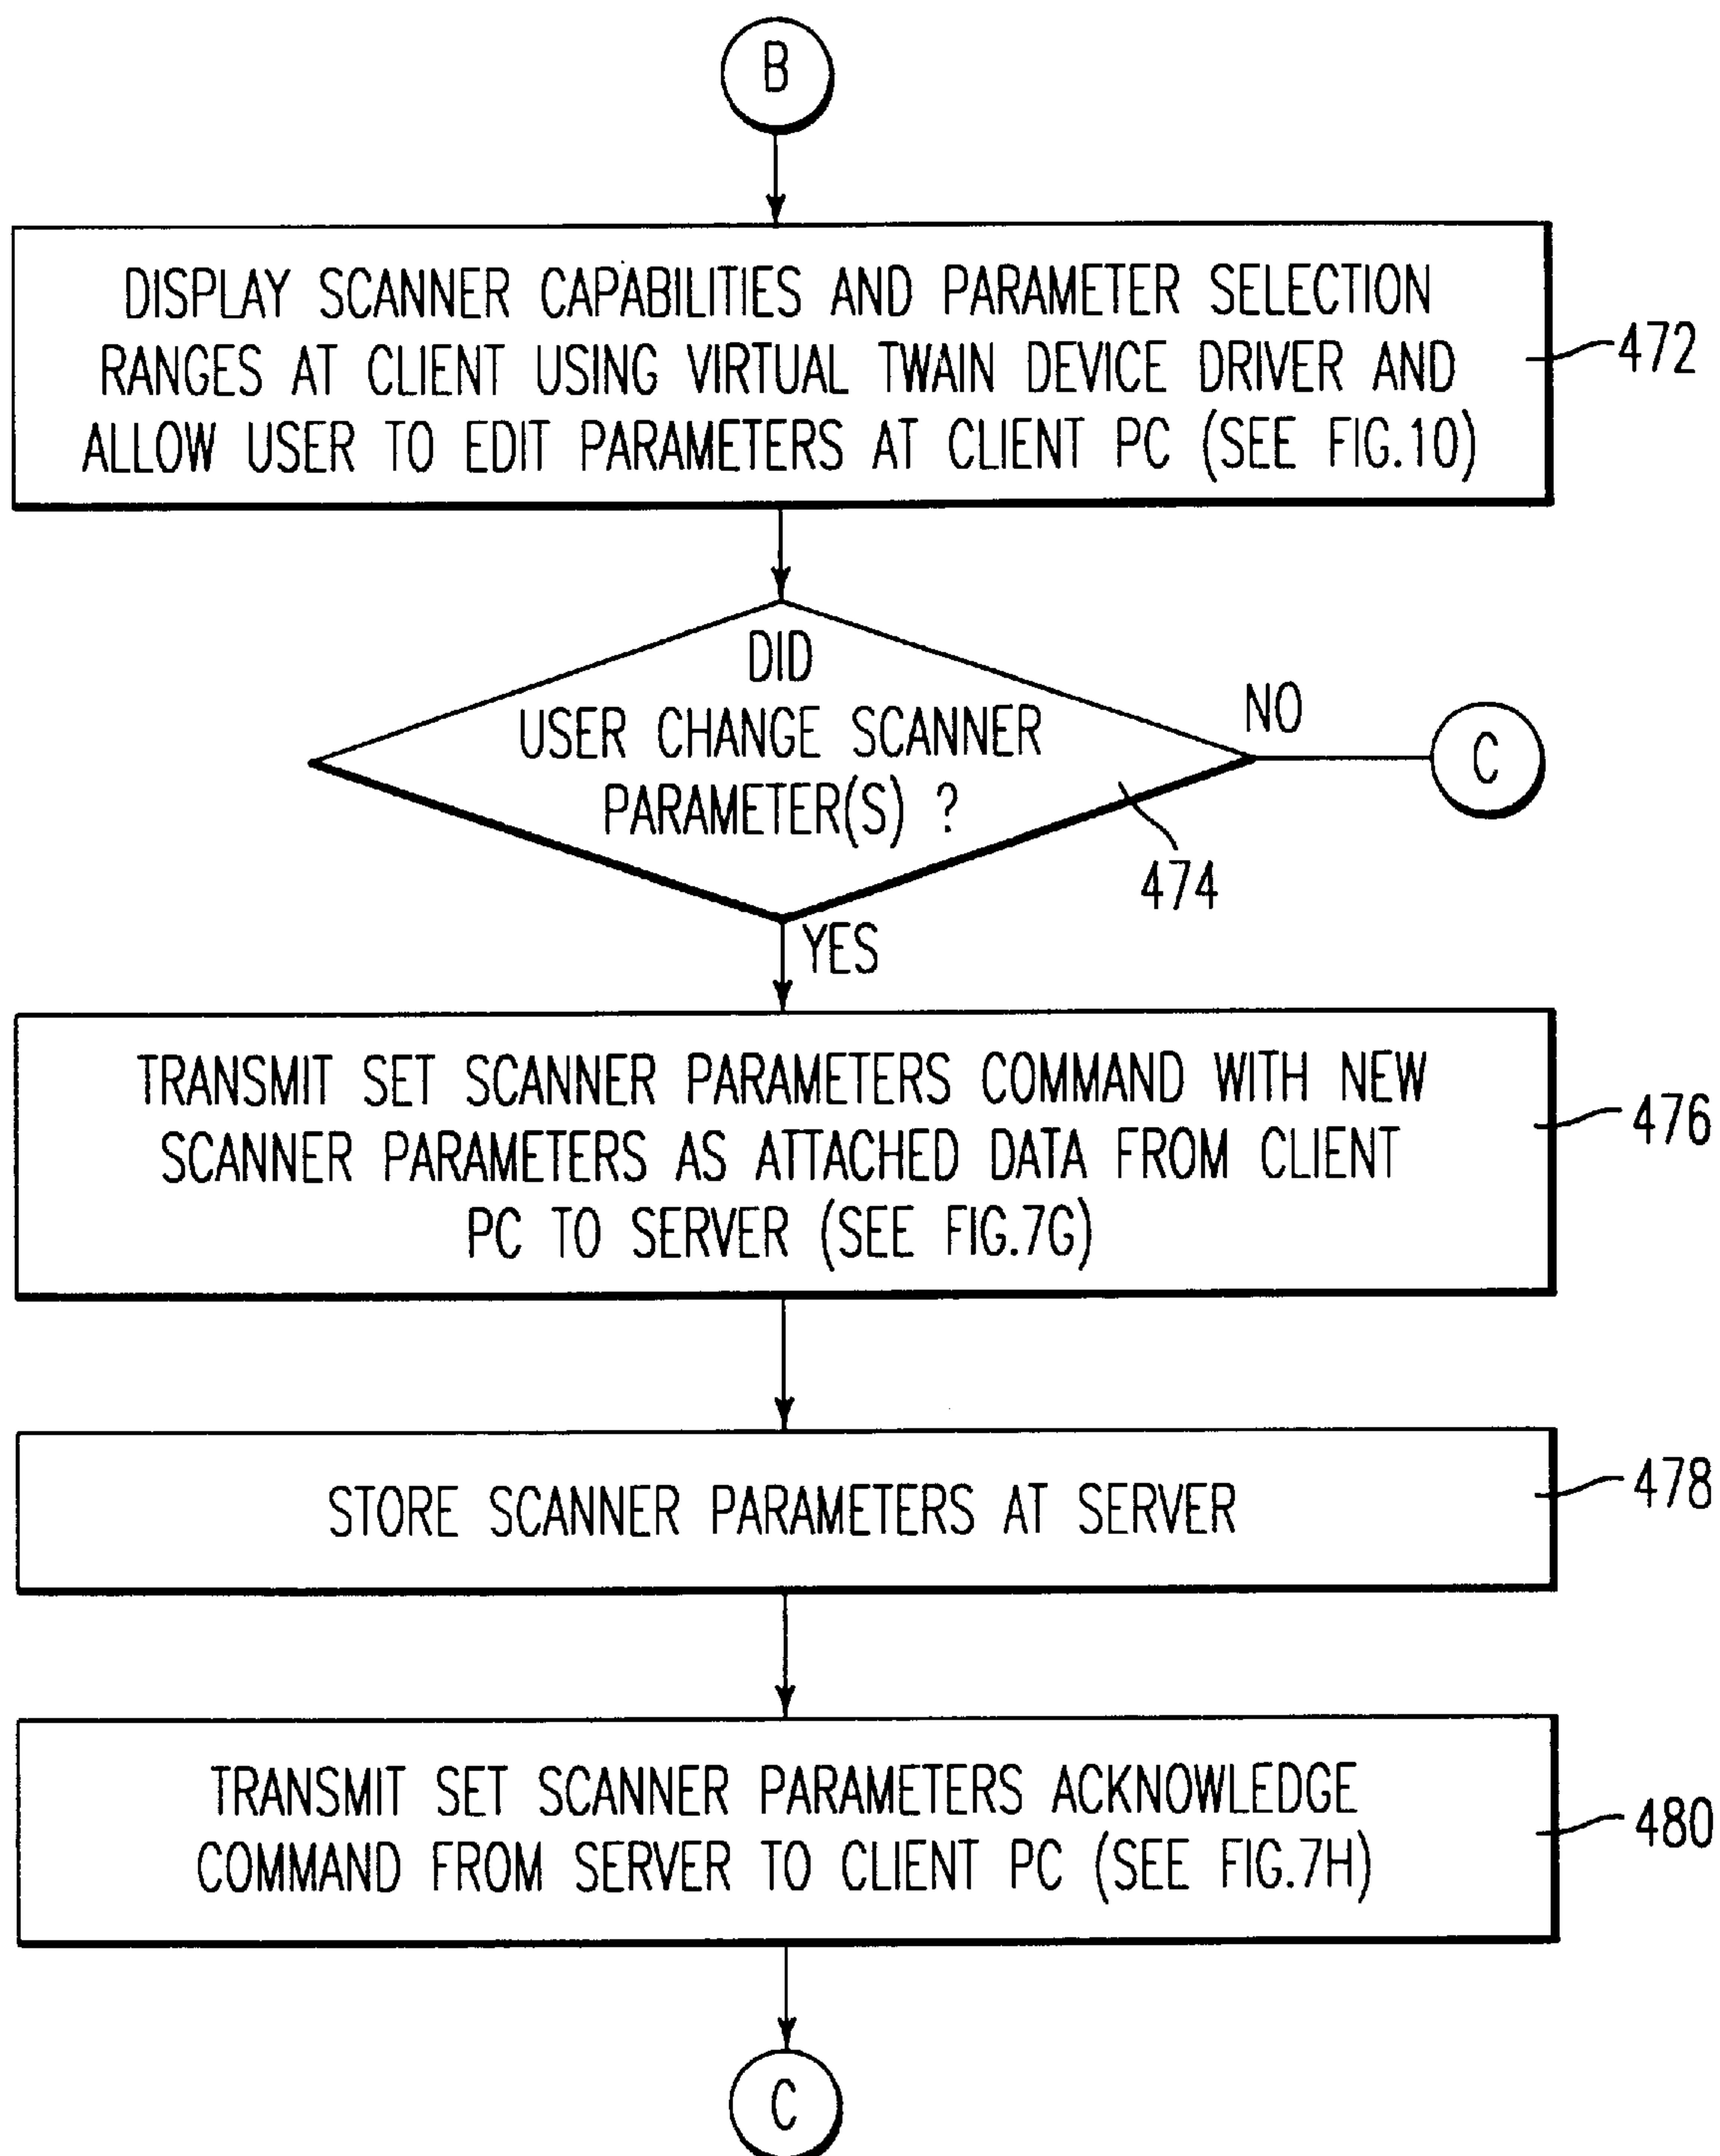 B
DISPLAY SCANNER CAPABILITIES AND PARAMETER SELECTION
RANGES AT CLIENT USING VIRTUAL TWAIN DEVICE DRIVER AND
ALLOW USER TO EDIT PARAMETERS AT CLIENT PC (SEE FIG.10)
472
DID
USER CHANGE SCANNER
PARAMETER(S) ?
NO
C
474
YES
TRANSMIT SET SCANNER PARAMETERS COMMAND WITH NEW
SCANNER PARAMETERS AS ATTACHED DATA FROM CLIENT
PC TO SERVER (SEE FIG.7G)
476
STORE SCANNER PARAMETERS AT SERVER
478
TRANSMIT SET SCANNER PARAMETERS ACKNOWLEDGE
COMMAND FROM SERVER TO CLIENT PC (SEE FIG.7H)
480
C